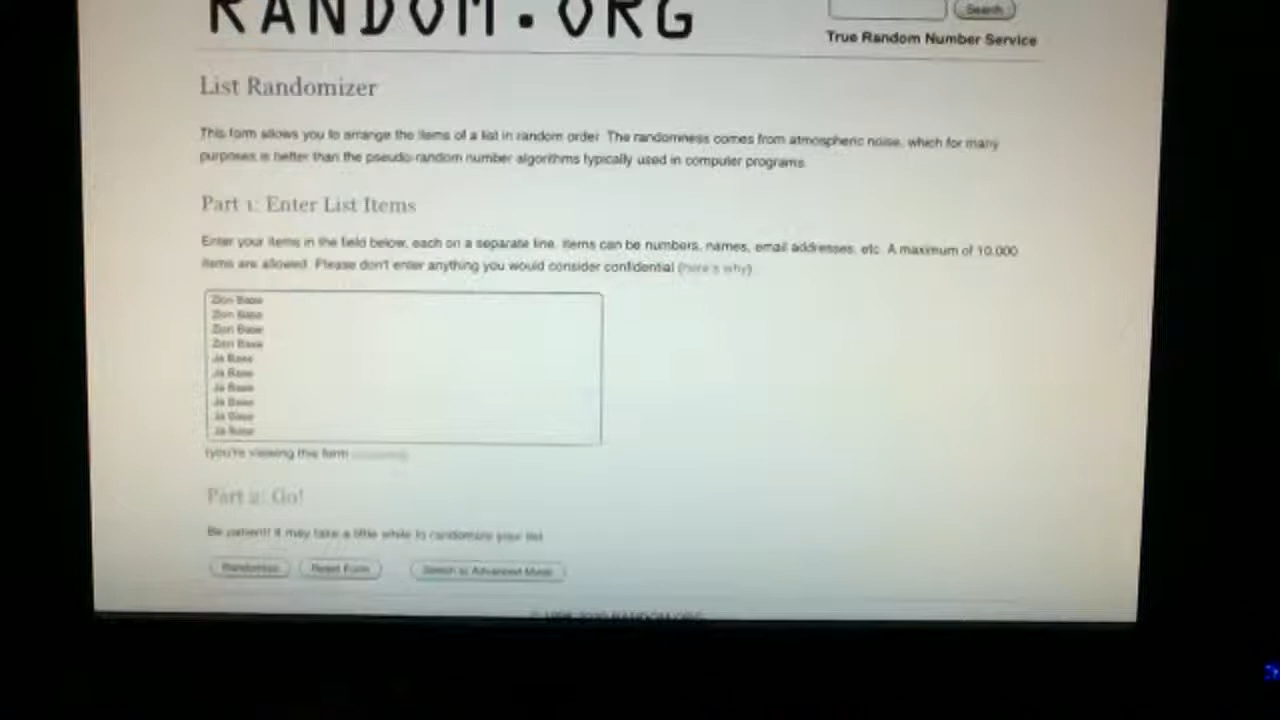 RANDOM.ORG
Search
True Random Number Service
List Randomizer
This form allows you to arrange the items of a list in random order. The randomness comes from atmospheric noise, which for many
purposes is better than the pseudo-random number algorithms typically used in computer programs.
Part 1: Enter List Items
Enter your items in the field below, each on a separate line. Items can be numbers, names, email addresses, etc. A maximum of 10,000
items are allowed. Please don't enter anything you would consider confidential (here's why).
Zion Base
Zion Base
Zion Base
Zion Base
Ja Base
Ja Base
Ja Base
Ja Base
Ja Base
Ja Base
(you're viewing this form
Part 2: Go!
Be patient! It may take a little while to randomize your list
Randomize Reset Form Switch to Advanced Mode
RANDOM.ORG